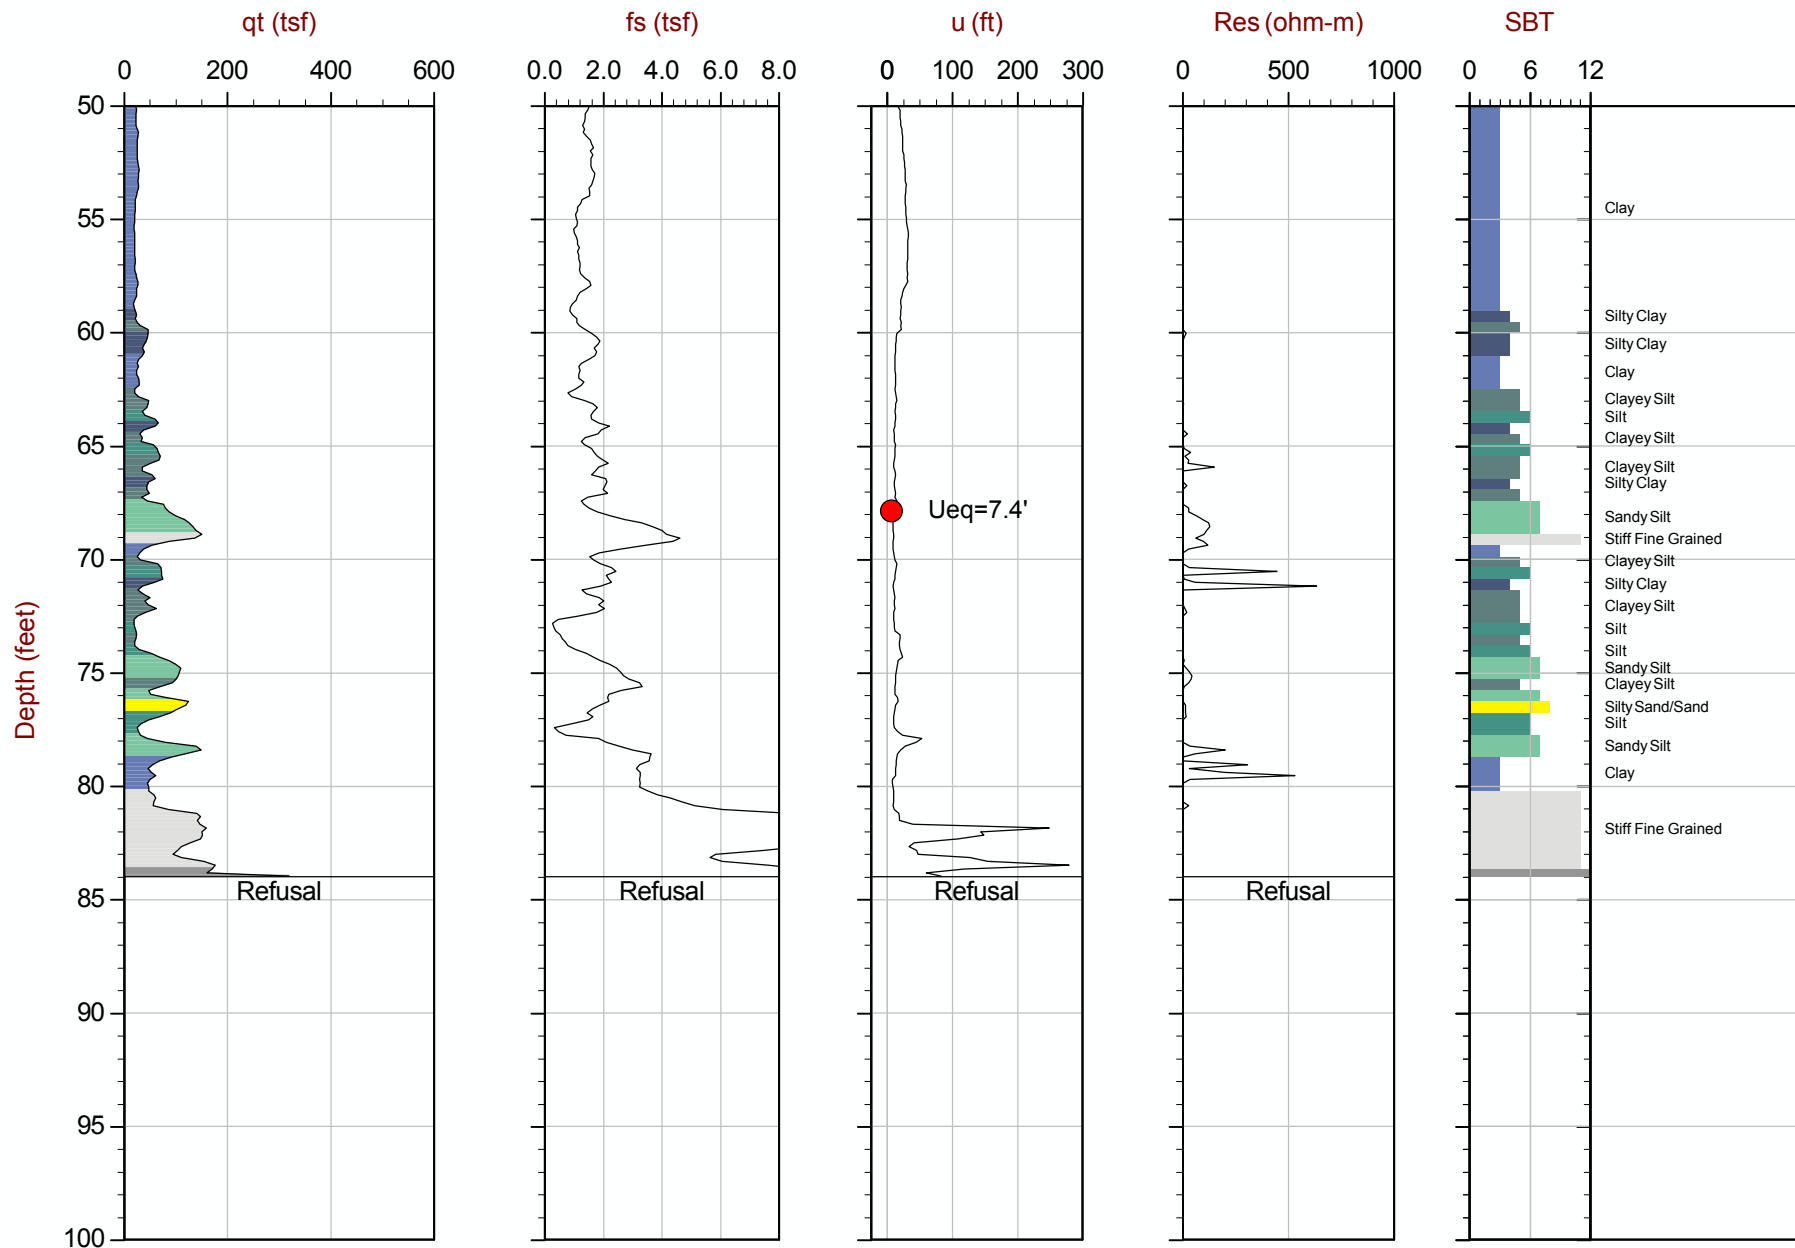 qt (tsf) fs (tsf) u (ft) Res (ohm-m) SBT
0 200 400 600 0.0 2.0 4.0 6.0 8.0 0 100 200 300 0 500 1000 0 6 12
50
55
Clay
Silty Clay
60
Silty Clay
Clay
Clayey Silt
Silt
65
Clayey Silt
Clayey Silt
Silty Clay
Ueq=7.4'
Sandy Silt
Stiff Fine Grained
70
Clayey Silt
Silty Clay
Clayey Silt
Silt
Silt
75
Sandy Silt
Clayey Silt
Silty Sand/Sand
Silt
Sandy Silt
Clay
80
Stiff Fine Grained
Refusal Refusal Refusal Refusal
85
90
95
100
Depth (feet)